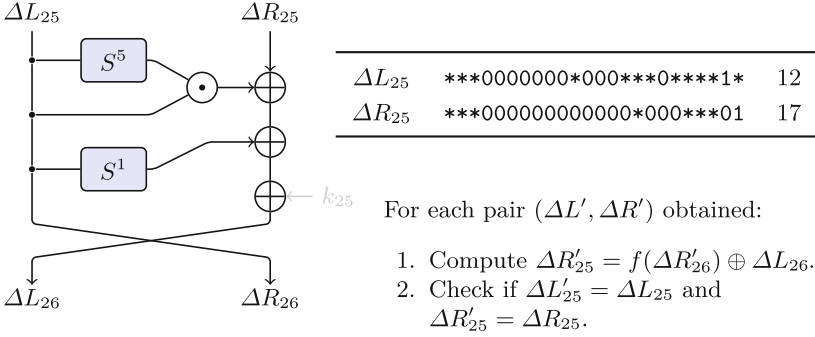 ΔL₂₅ ΔR₂₅
S⁵
S¹
k₂₅
ΔL₂₆ ΔR₂₆
ΔL₂₅ ***0000000*000***0****1* 12
ΔR₂₅ ***000000000000*000***01 17
For each pair (ΔL′, ΔR′) obtained:
1. Compute ΔR′₂₅ = f(ΔR′₂₆) ⊕ ΔL₂₆.
2. Check if ΔL′₂₅ = ΔL₂₅ and
ΔR′₂₅ = ΔR₂₅.